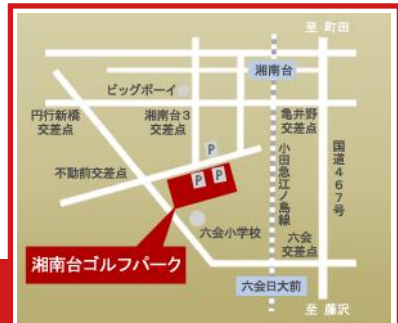 至 町田
湘南台
ビッグボーイ
円行新橋
交差点
湘南台3
交差点
亀井野
交差点
小田急江ノ島線
国道467号
P
不動前交差点
P P
六会小学校
六会
交差点
湘南台ゴルフパーク
六会日大前
至 藤沢